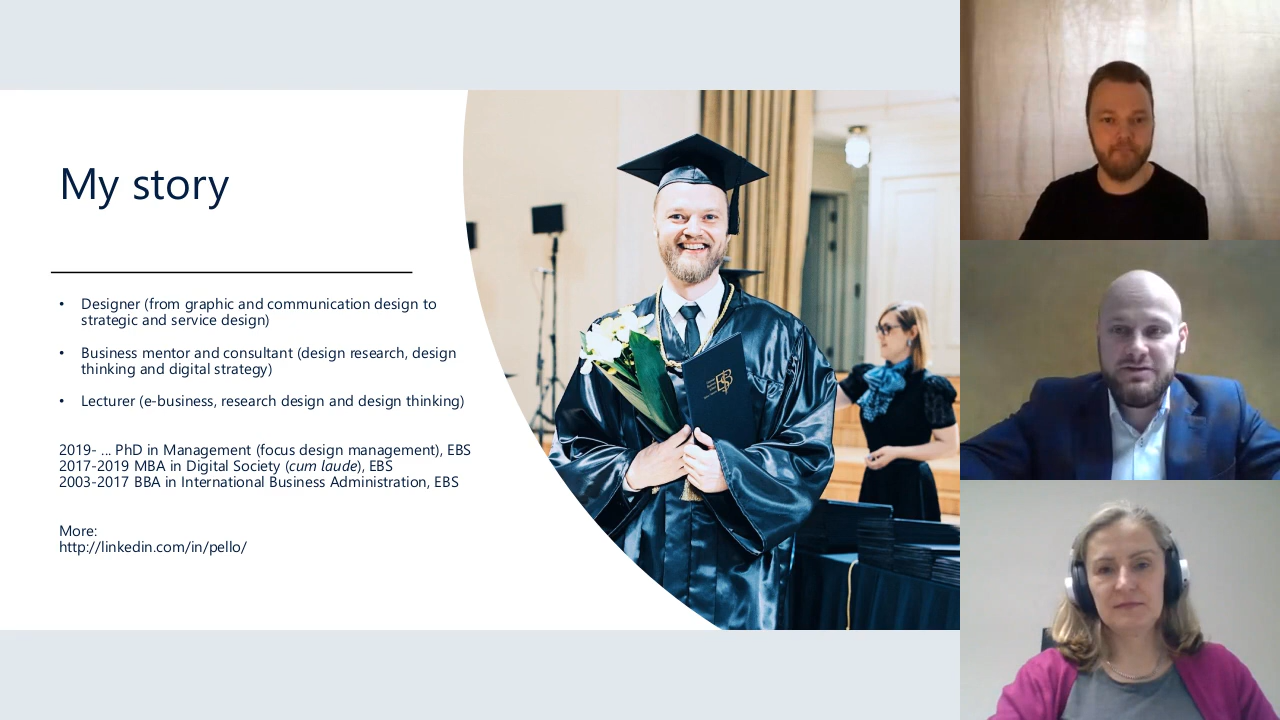 My story
• Designer (from graphic and communication design to
strategic and service design)
• Business mentor and consultant (design research, design
thinking and digital strategy)
• Lecturer (e-business, research design and design thinking)
2019- ... PhD in Management (focus design management), EBS
2017-2019 MBA in Digital Society (cum laude), EBS
2003-2017 BBA in International Business Administration, EBS
More:
http://linkedin.com/in/pello/
EBS